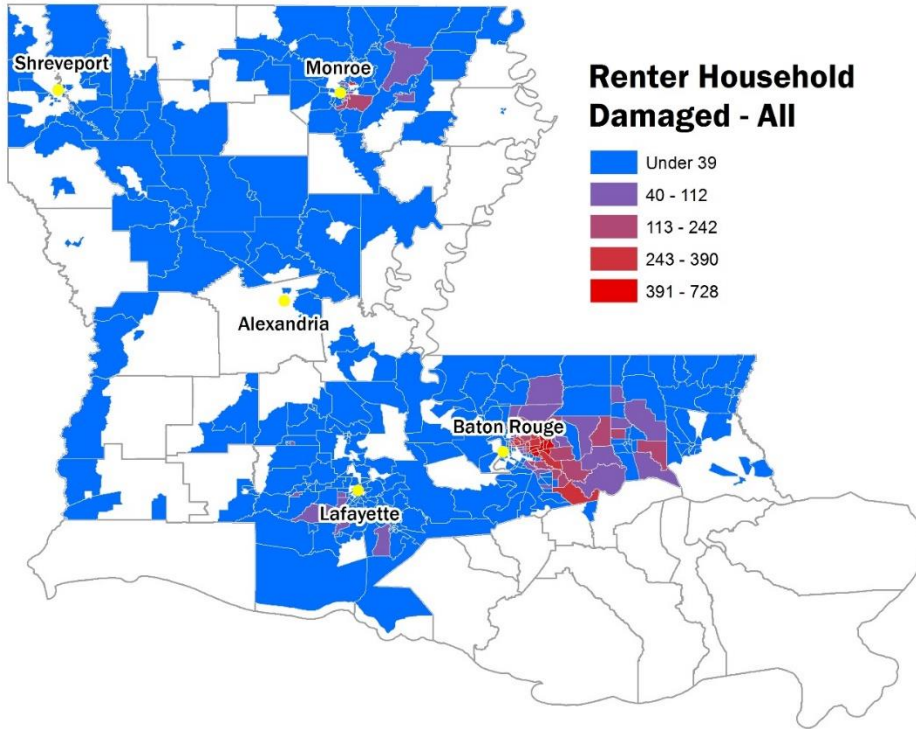 Shreveport
Monroe
Renter Household
Damaged - All
Under 39
40 - 112
113 - 242
243 - 390
391 - 728
Alexandria
Baton Rouge
Lafayette